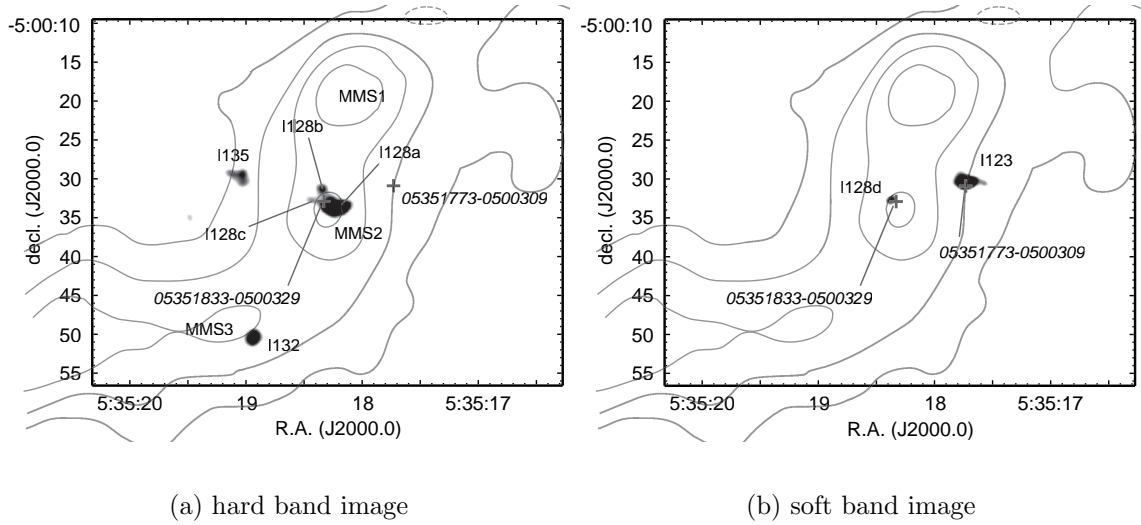 -5:00:10
15
20
25
30
35
40
45
50
55
decl. (J2000.0)
5:35:20
19
18
5:35:17
R.A. (J2000.0)
MMS1
I128b
I135
I128a
05351773-0500309
I128c
MMS2
05351833-0500329
MMS3
I132
(a) hard band image
-5:00:10
15
20
25
30
35
40
45
50
55
decl. (J2000.0)
5:35:20
19
18
5:35:17
R.A. (J2000.0)
I123
I128d
05351773-0500309
05351833-0500329
(b) soft band image